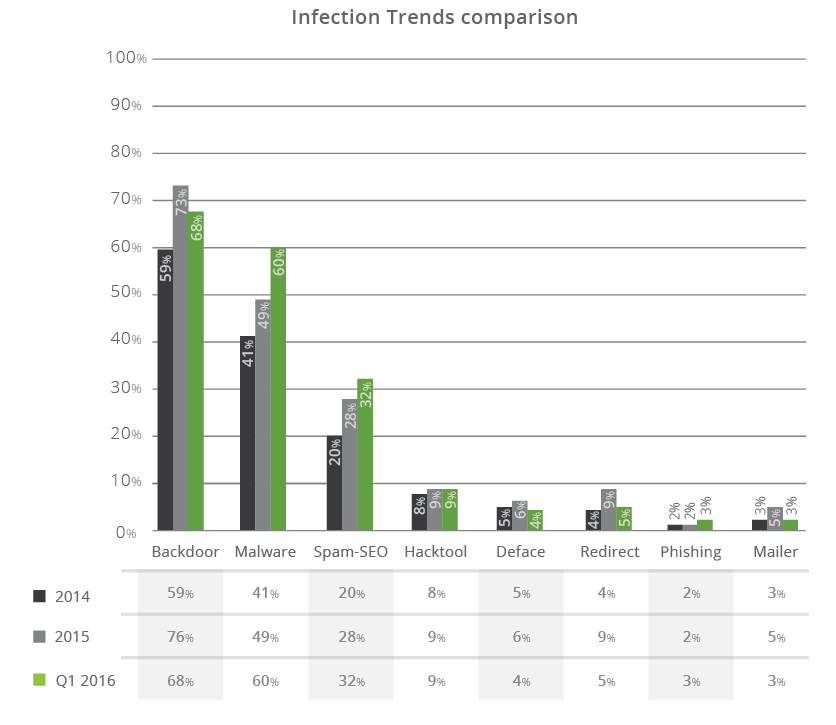 Infection Trends comparison
100%
90%
80%
70%
60%
50%
40%
30%
20%
10%
0%
59% 73% 68%
41% 49% 60%
20% 28% 32%
8% 9% 9%
5% 6% 4%
4% 9% 5%
2% 2% 3%
3% 5% 3%
Backdoor Malware Spam-SEO Hacktool Deface Redirect Phishing Mailer
2014 59% 41% 20% 8% 5% 4% 2% 3%
2015 76% 49% 28% 9% 6% 9% 2% 5%
Q1 2016 68% 60% 32% 9% 4% 5% 3% 3%